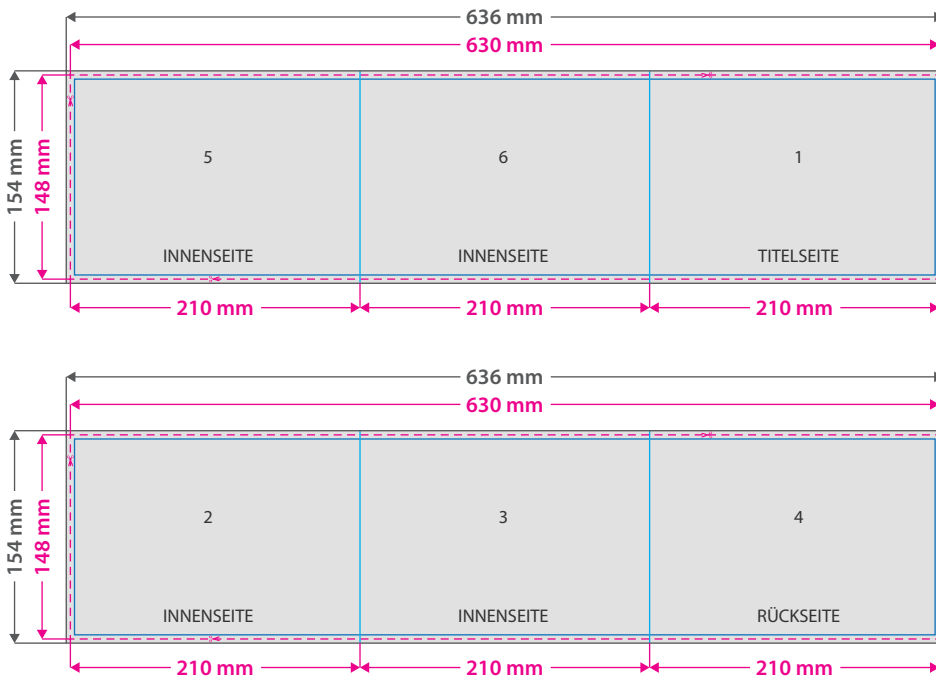 636 mm
630 mm
154 mm
148 mm
5
6
1
INNENSEITE
INNENSEITE
TITELSEITE
210 mm
210 mm
210 mm
636 mm
630 mm
154 mm
148 mm
2
3
4
INNENSEITE
INNENSEITE
RÜCKSEITE
210 mm
210 mm
210 mm